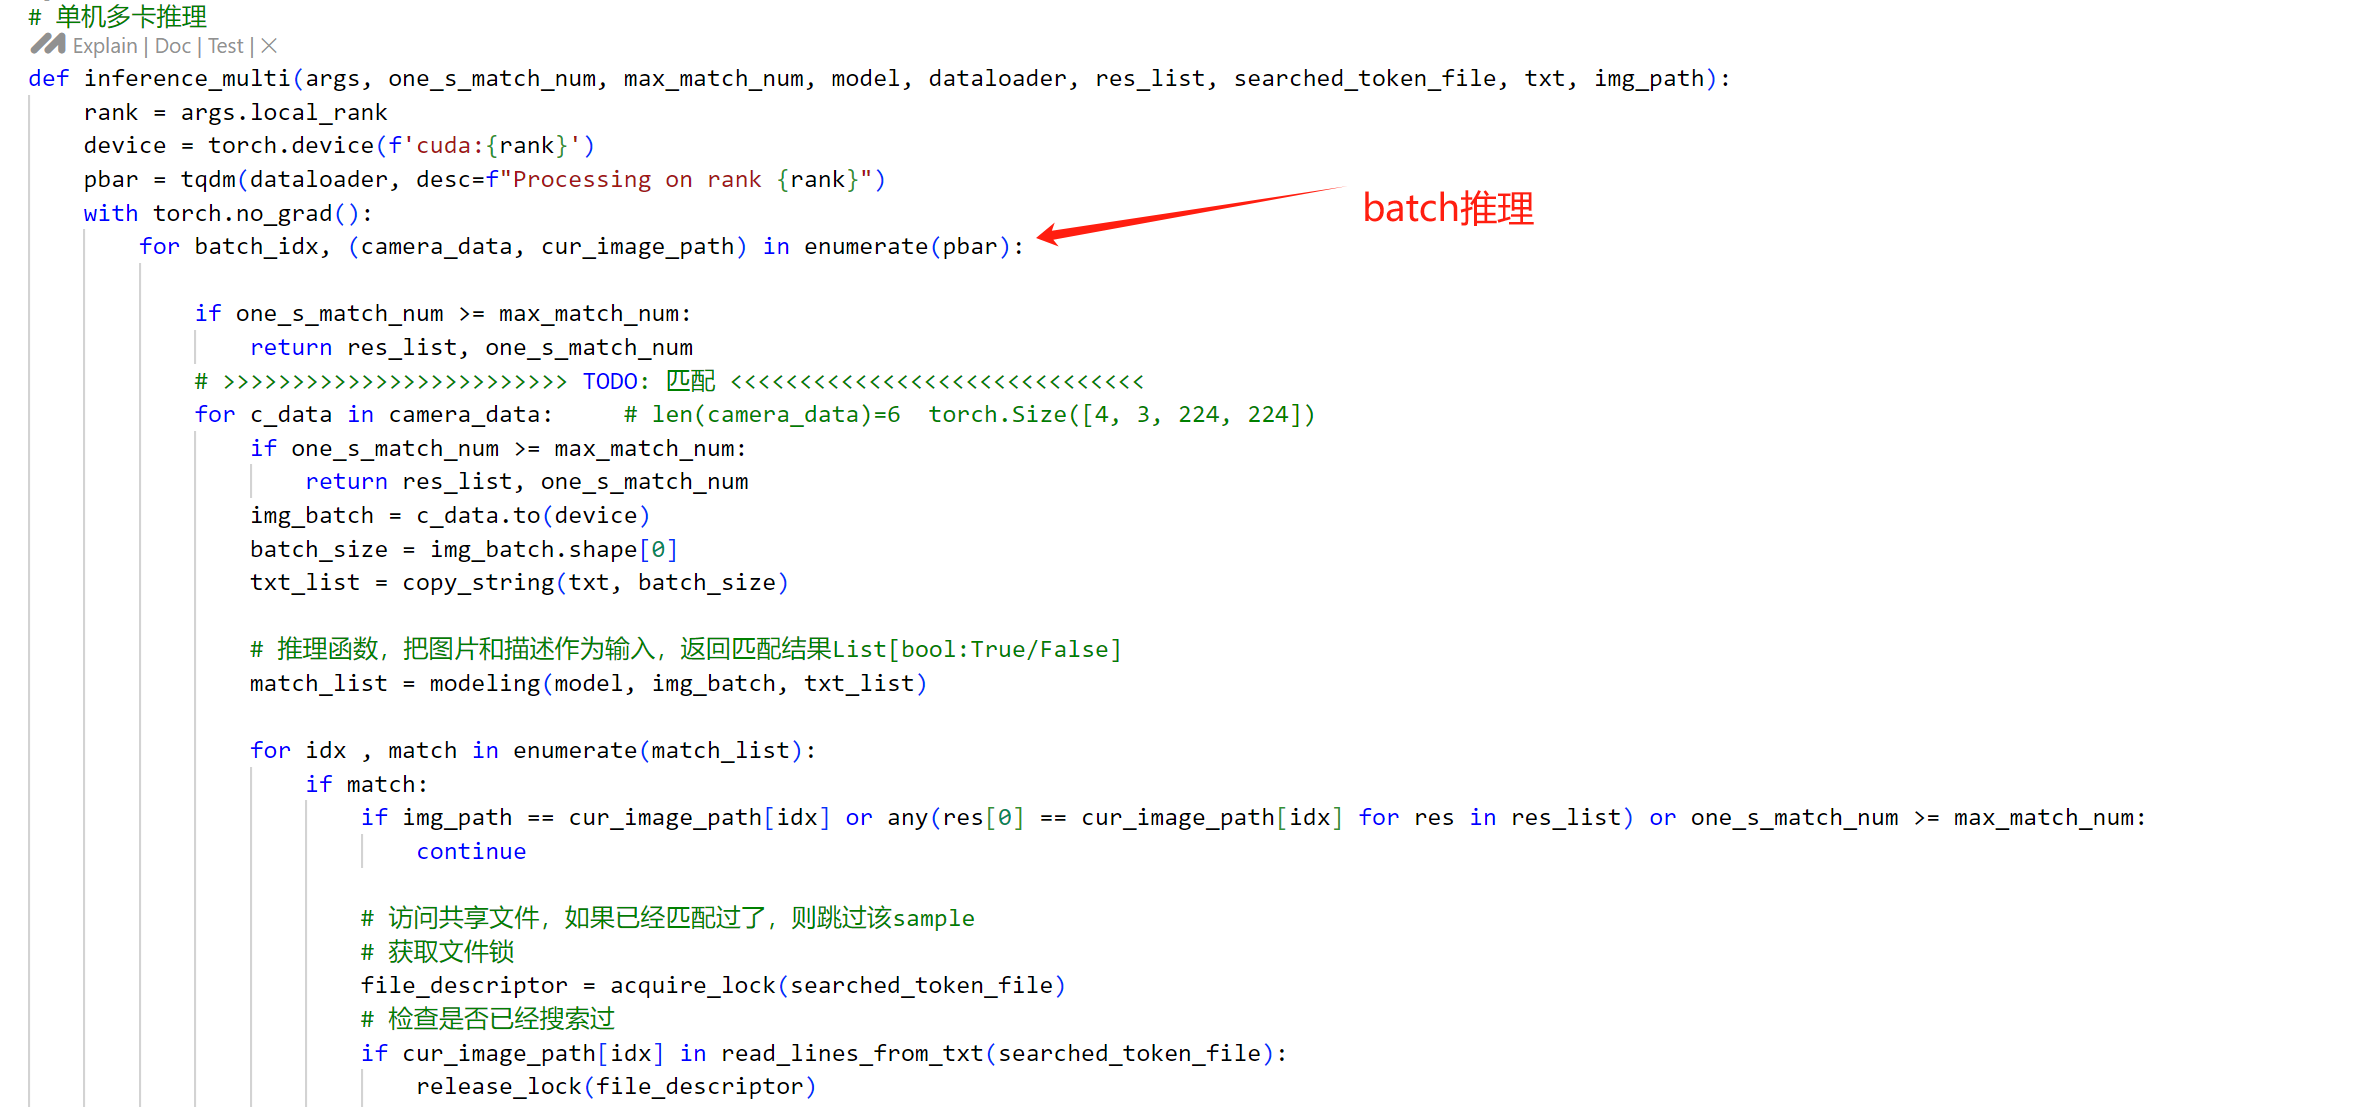 # 单机多卡推理
Explain | Doc | Test | ×
def inference_multi(args, one_s_match_num, max_match_num, model, dataloader, res_list, searched_token_file, txt, img_path):
rank = args.local_rank
device = torch.device(f'cuda:{rank}')
pbar = tqdm(dataloader, desc=f"Processing on rank {rank}")
with torch.no_grad():
batch推理
for batch_idx, (camera_data, cur_image_path) in enumerate(pbar):
if one_s_match_num >= max_match_num:
return res_list, one_s_match_num
# >>>>>>>>>>>>>>>>>>>>>>>>> TODO: 匹配 <<<<<<<<<<<<<<<<<<<<<<<<<<<<<<
for c_data in camera_data:     # len(camera_data)=6  torch.Size([4, 3, 224, 224])
if one_s_match_num >= max_match_num:
return res_list, one_s_match_num
img_batch = c_data.to(device)
batch_size = img_batch.shape[0]
txt_list = copy_string(txt, batch_size)
# 推理函数，把图片和描述作为输入，返回匹配结果List[bool:True/False]
match_list = modeling(model, img_batch, txt_list)
for idx , match in enumerate(match_list):
if match:
if img_path == cur_image_path[idx] or any(res[0] == cur_image_path[idx] for res in res_list) or one_s_match_num >= max_match_num:
continue
# 访问共享文件，如果已经匹配过了，则跳过该sample
# 获取文件锁
file_descriptor = acquire_lock(searched_token_file)
# 检查是否已经搜索过
if cur_image_path[idx] in read_lines_from_txt(searched_token_file):
release_lock(file_descriptor)